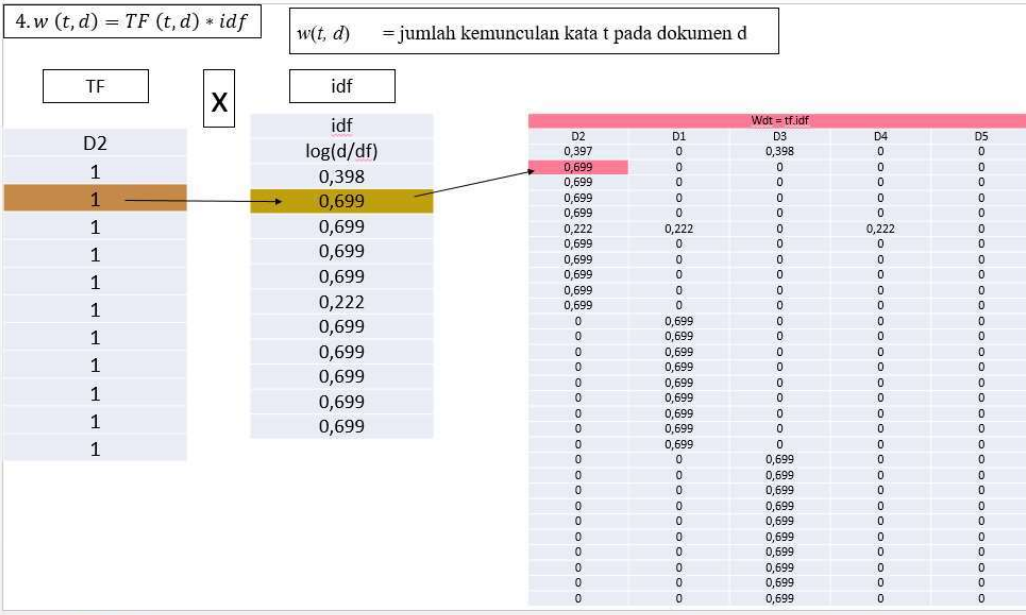 4. w (t, d) = TF (t, d) ∗ idf
w(t, d) = jumlah kemunculan kata t pada dokumen d
TF
X
idf
D2
1
1
1
1
1
1
1
1
1
1
1
idf
log(d/df)
0,398
0,699
0,699
0,699
0,699
0,222
0,699
0,699
0,699
0,699
0,699
Wdt = tf.idf
D2 D1 D3 D4 D5
0,397 0 0,398 0 0
0,699 0 0 0 0
0,699 0 0 0 0
0,699 0 0 0 0
0,699 0 0 0 0
0,222 0,222 0 0,222 0
0,699 0 0 0 0
0,699 0 0 0 0
0,699 0 0 0 0
0,699 0 0 0 0
0,699 0 0 0 0
0 0,699 0 0 0
0 0,699 0 0 0
0 0,699 0 0 0
0 0,699 0 0 0
0 0,699 0 0 0
0 0,699 0 0 0
0 0,699 0 0 0
0 0,699 0 0 0
0 0,699 0 0 0
0 0 0,699 0 0
0 0 0,699 0 0
0 0 0,699 0 0
0 0 0,699 0 0
0 0 0,699 0 0
0 0 0,699 0 0
0 0 0,699 0 0
0 0 0,699 0 0
0 0 0,699 0 0
0 0 0,699 0 0